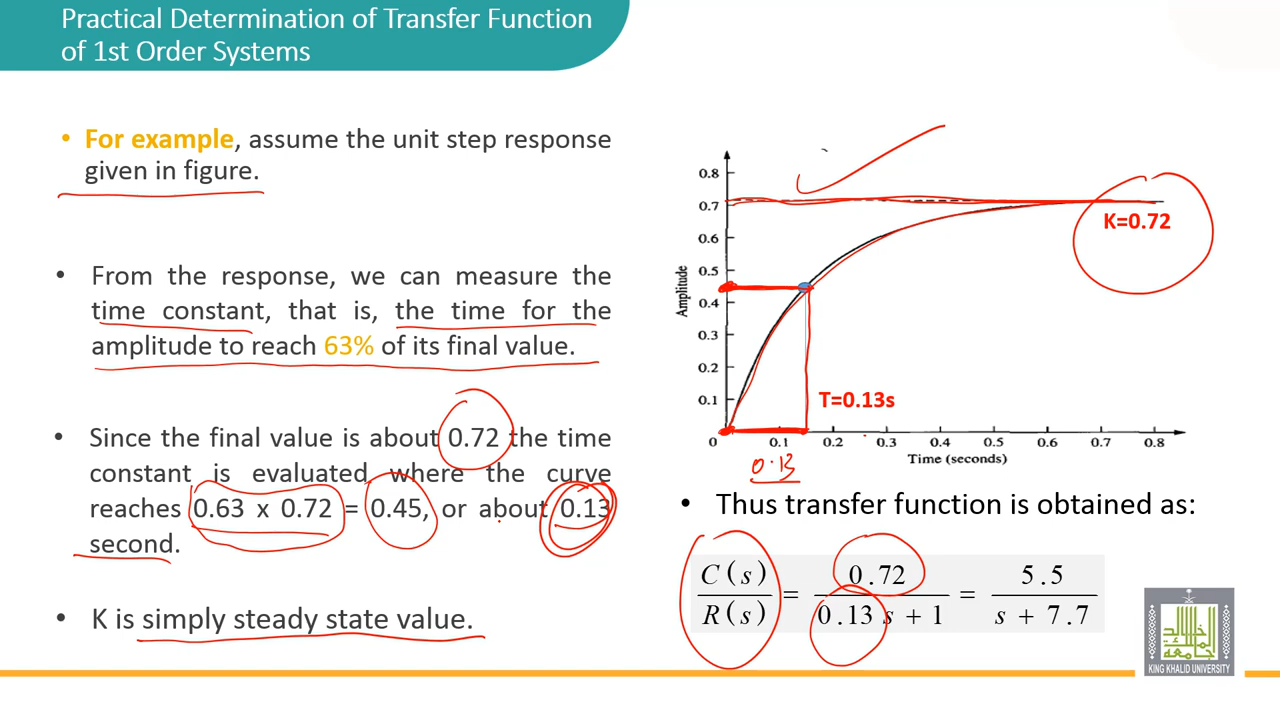 Practical Determination of Transfer Function
of 1st Order Systems
• For example, assume the unit step response
given in figure.
• From the response, we can measure the
time constant, that is, the time for the
amplitude to reach 63% of its final value.
• Since the final value is about 0.72 the time
constant is evaluated where the curve
reaches 0.63 x 0.72 = 0.45, or about 0.13
second.
• K is simply steady state value.
Amplitude
0.8
0.7
0.6
0.5
0.4
0.3
0.2
0.1
0
0.1 0.2 0.3 0.4 0.5 0.6 0.7 0.8
Time (seconds)
K=0.72
T=0.13s
0.13
• Thus transfer function is obtained as:
C(s) / R(s) = 0.72 / 0.13s + 1 = 5.5 / s + 7.7
جامعة
الملك خالد
KING KHALID UNIVERSITY